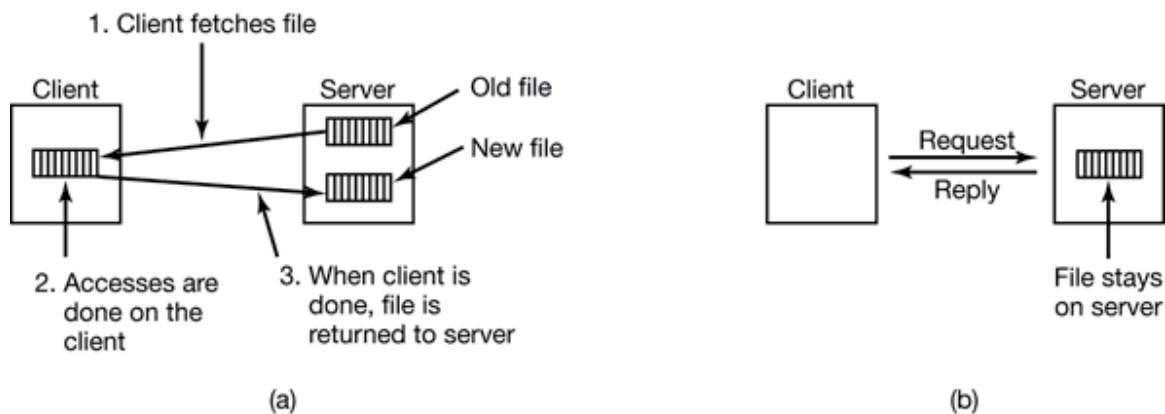 1. Client fetches file
Client
Server
Old file
New file
2. Accesses are
done on the
client
3. When client is
done, file is
returned to server
(a)
Client
Server
Request
Reply
File stays
on server
(b)